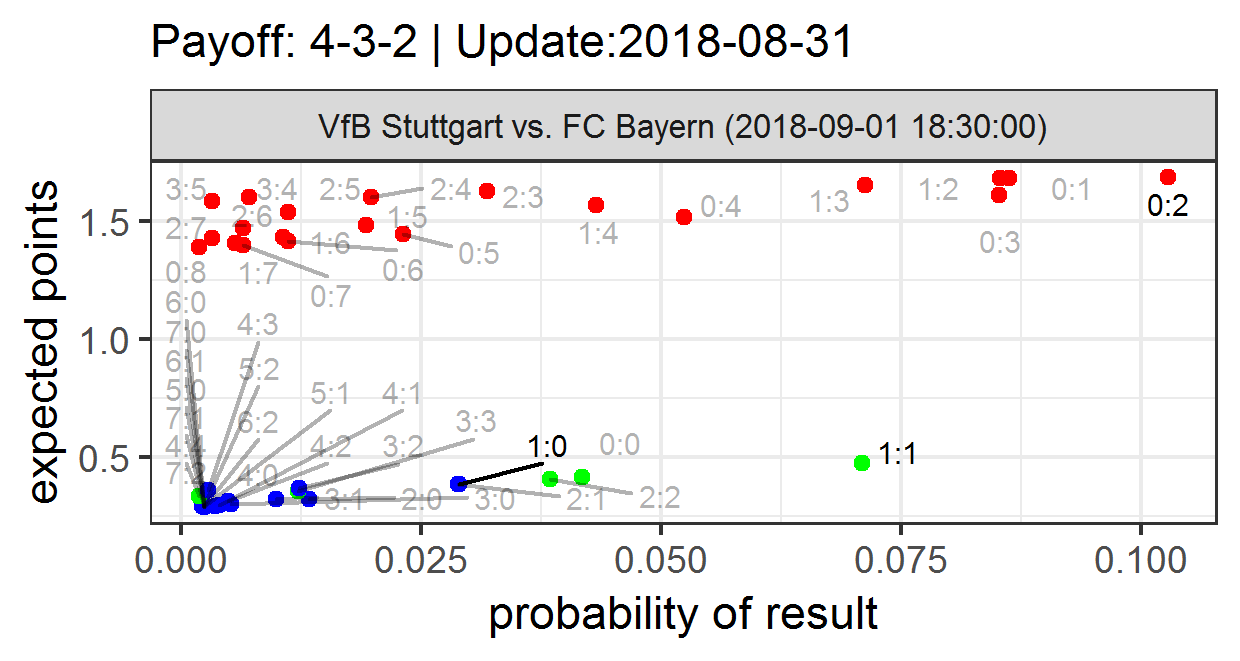 Payoff: 4-3-2 | Update:2018-08-31
VfB Stuttgart vs. FC Bayern (2018-09-01 18:30:00)
expected points
1.5
1.0
0.5
3:5 3:4 2:5 2:4 2:3 1:3 1:2 0:1
0:2
2:7 2:6 1:5 1:4 0:4 0:3
1:6 0:5
0:8 1:7 0:6
0:7
6:0
7:0 4:3
6:1 5:2
5:0 5:1 4:1
7:1 6:2 3:3
4:4 4:2 3:2 1:0 0:0 1:1
4:0
3:1 2:0 3:0 2:1 2:2
0.000 0.025 0.050 0.075 0.100
probability of result